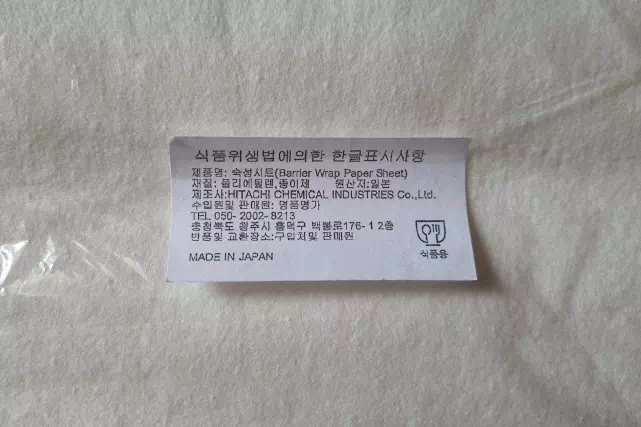 식품위생법에의한 한글표시사항
제품명: 숙성시트(Barrier Wrap Paper Sheet)
재질: 폴리에틸렌,종이제 원산지:일본
제조사:HITACHI CHEMICAL INDUSTRIES Co.,Ltd.
수입원및 판매원: 명품명가
TEL 050- 2002- 8213
충청북도 청주시 흥덕구 백봉로176-1 2층
반품및 교환장소:구입처및 판매원
MADE IN JAPAN
식품용